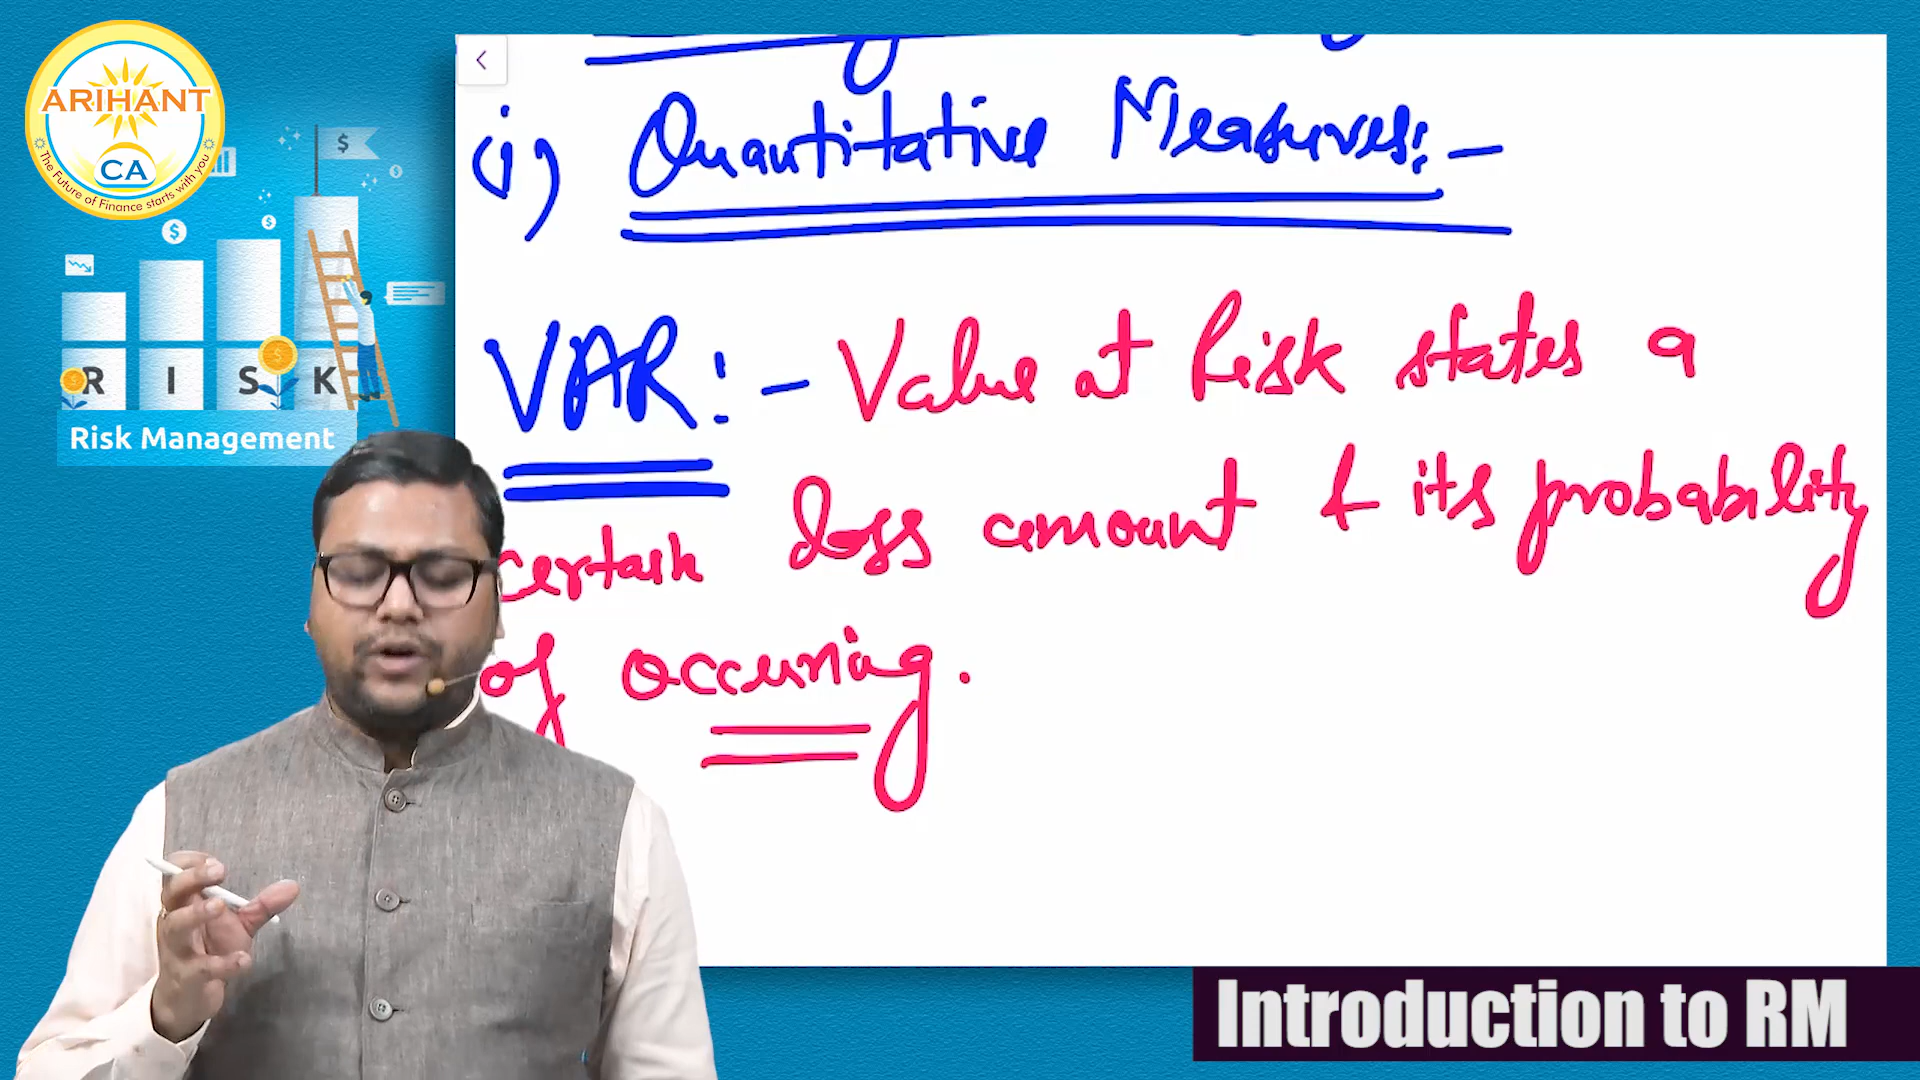 ARIHANT
CA
The Future of Finance starts with you
R I S K
Risk Management
(i) Quantitative Measures:-
VAR:- Value at Risk states a
certain loss amount & its probability
of occuring.
Introduction to RM